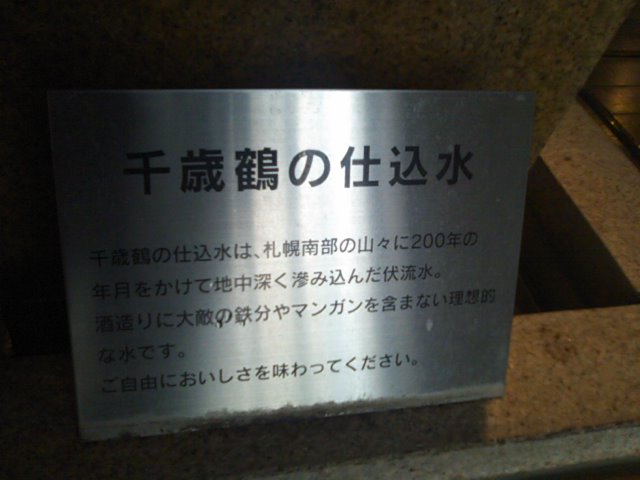 千歳鶴の仕込水
千歳鶴の仕込水は、札幌南部の山々に200年の
年月をかけて地中深く滲み込んだ伏流水。
酒造りに大敵の鉄分やマンガンを含まない理想的
な水です。
ご自由においしさを味わってください。